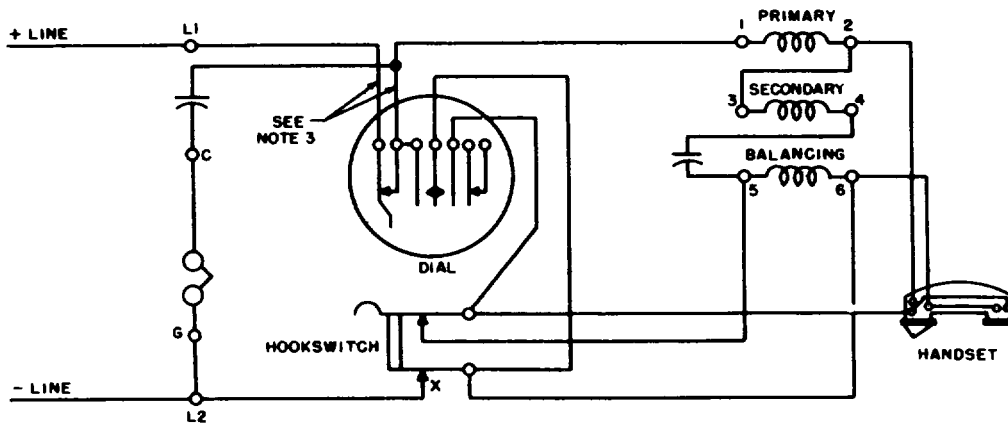 + LINE
L1
1
PRIMARY
2
SEE
NOTE 3
3
SECONDARY
4
C
BALANCING
5
6
DIAL
G
HOOKSWITCH
X
HANDSET
- LINE
L2